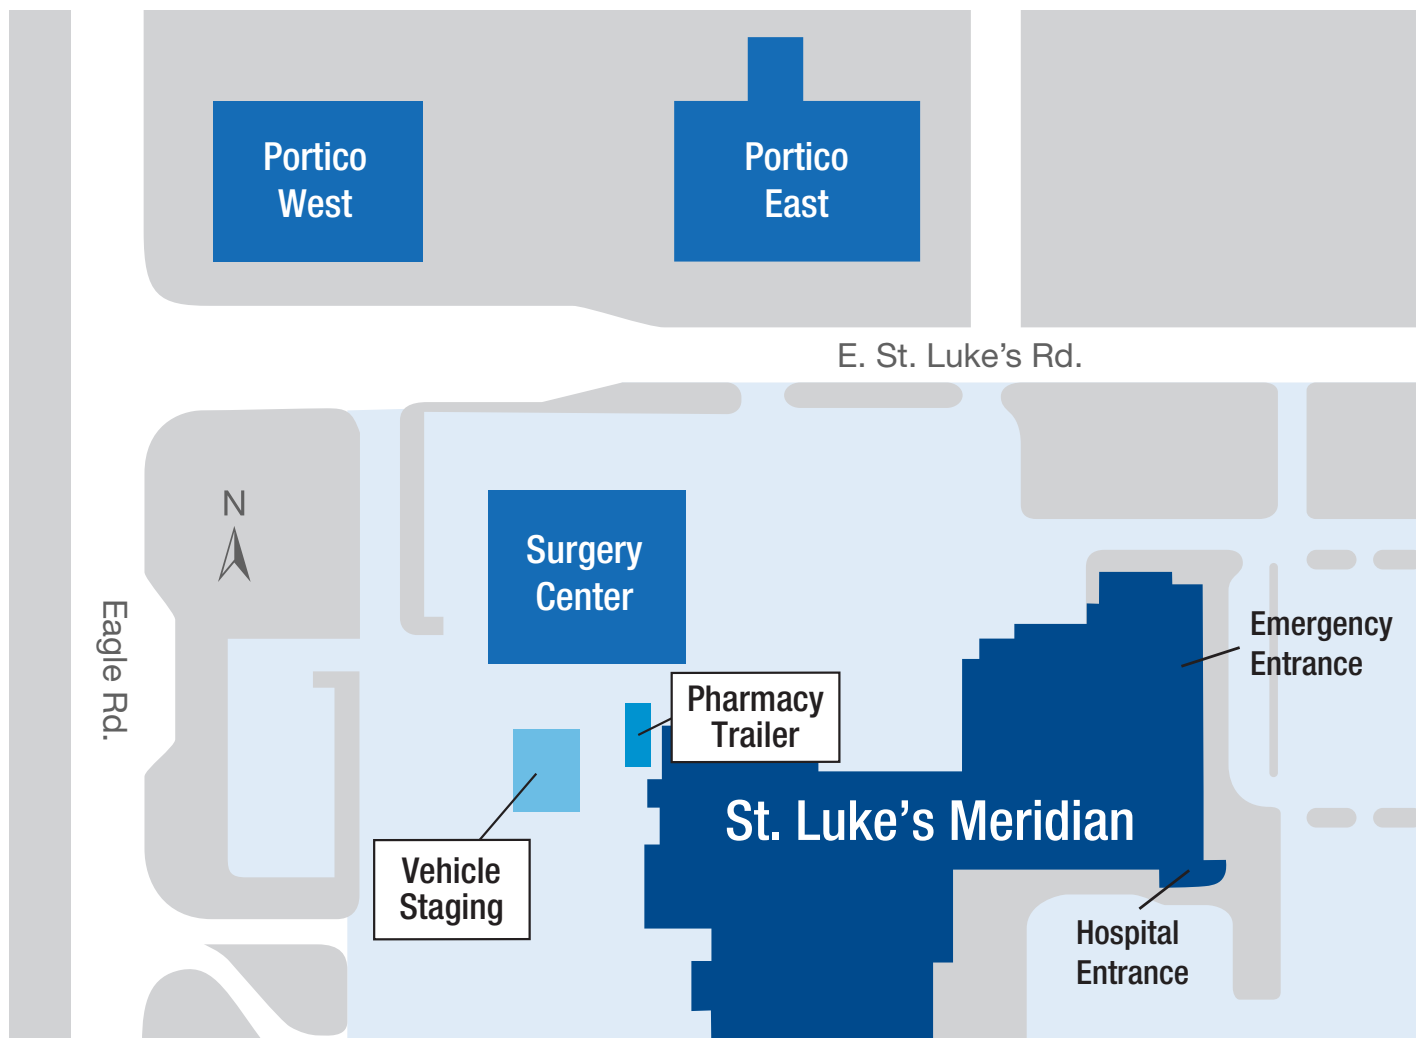 Portico
West
Portico
East
E. St. Luke’s Rd.
N
Surgery
Center
Eagle Rd.
Emergency
Entrance
Pharmacy
Trailer
St. Luke’s Meridian
Vehicle
Staging
Hospital
Entrance